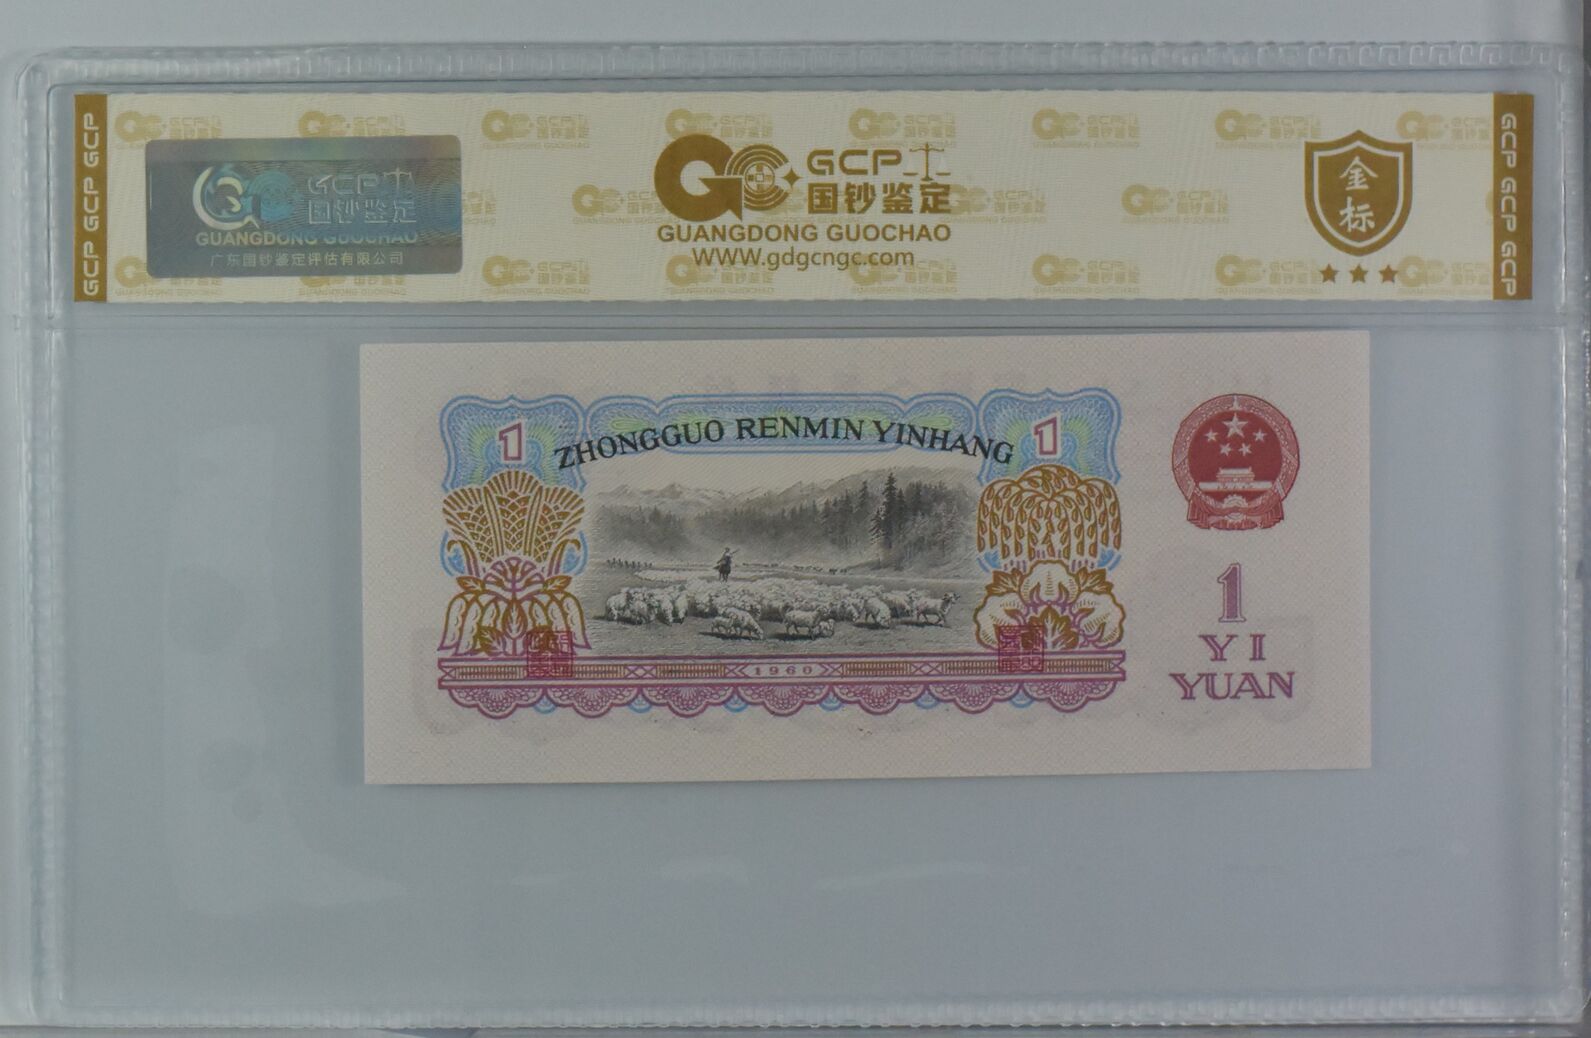 GCP GCP GCP
GCP
国钞鉴定
GUANGDONG GUOCHAO
广东国钞鉴定评估有限公司
GCP
国钞鉴定
GUANGDONG GUOCHAO
WWW.gdgcngc.com
金标
GCP GCP GCP
1
ZHONGGUO RENMIN YINHANG
1
1960
1
YI
YUAN